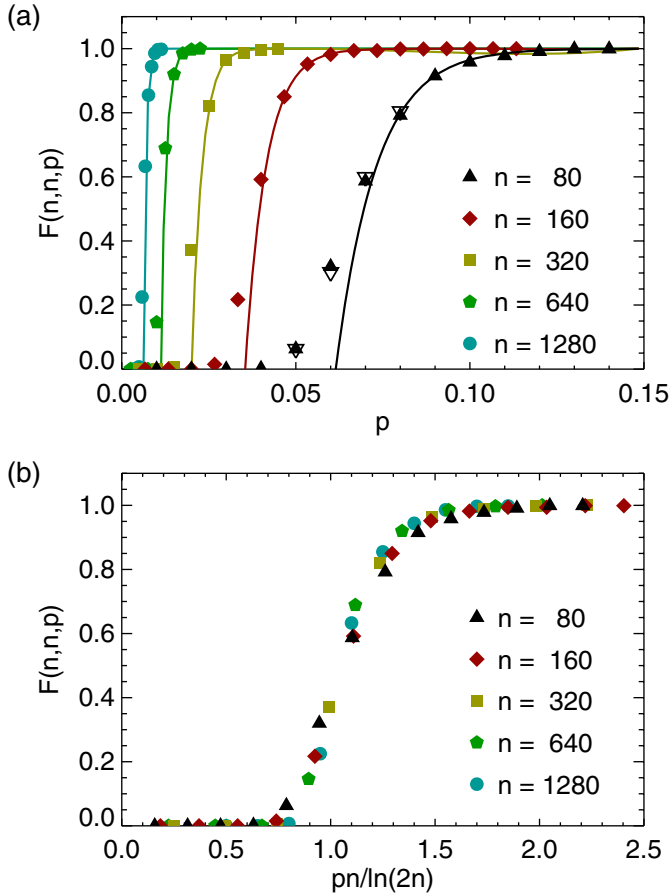 (a)
1.0
0.8
0.6
0.4
0.2
0.0
F(n,n,p)
n = 80
n = 160
n = 320
n = 640
n = 1280
0.00 0.05 0.10 0.15
p
(b)
1.0
0.8
0.6
0.4
0.2
0.0
F(n,n,p)
n = 80
n = 160
n = 320
n = 640
n = 1280
0.0 0.5 1.0 1.5 2.0 2.5
pn/ln(2n)